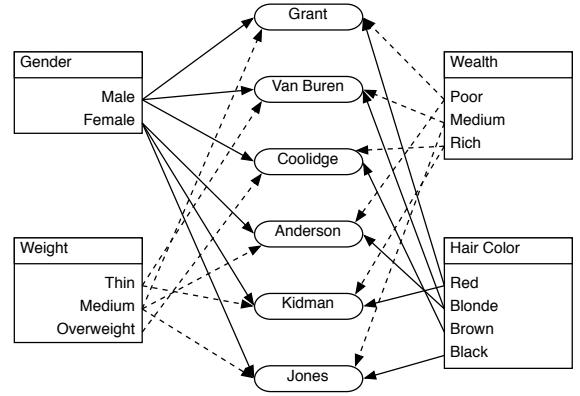 Grant
Gender
Male
Female
Van Buren
Wealth
Poor
Medium
Rich
Coolidge
Anderson
Weight
Thin
Medium
Overweight
Hair Color
Red
Blonde
Brown
Black
Kidman
Jones